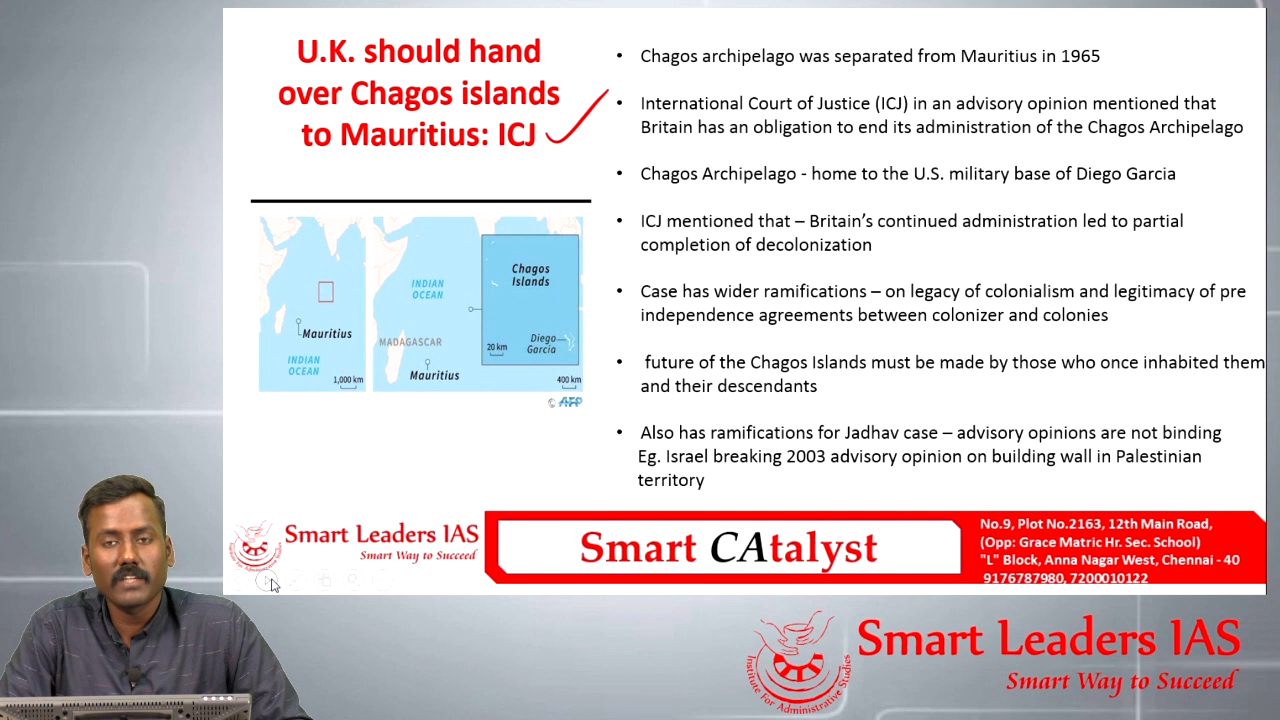 U.K. should hand
over Chagos islands
to Mauritius: ICJ
• Chagos archipelago was separated from Mauritius in 1965
• International Court of Justice (ICJ) in an advisory opinion mentioned that
Britain has an obligation to end its administration of the Chagos Archipelago
• Chagos Archipelago - home to the U.S. military base of Diego Garcia
• ICJ mentioned that – Britain's continued administration led to partial
completion of decolonization
• Case has wider ramifications – on legacy of colonialism and legitimacy of pre
independence agreements between colonizer and colonies
• future of the Chagos Islands must be made by those who once inhabited them
and their descendants
• Also has ramifications for Jadhav case – advisory opinions are not binding
Eg. Israel breaking 2003 advisory opinion on building wall in Palestinian
territory
Mauritius
INDIAN
OCEAN
1,000 km
INDIAN
OCEAN
MADAGASCAR
Mauritius
Chagos
Islands
20 km
Diego
Garcia
400 km
© AFP
Smart Leaders IAS
Smart Way to Succeed
Smart CAtalyst
No.9, Plot No.2163, 12th Main Road,
(Opp: Grace Matric Hr. Sec. School)
"L" Block, Anna Nagar West, Chennai - 40
9176787980, 7200010122
Institute For Administrative Studies
Smart Leaders IAS
Smart Way to Succeed